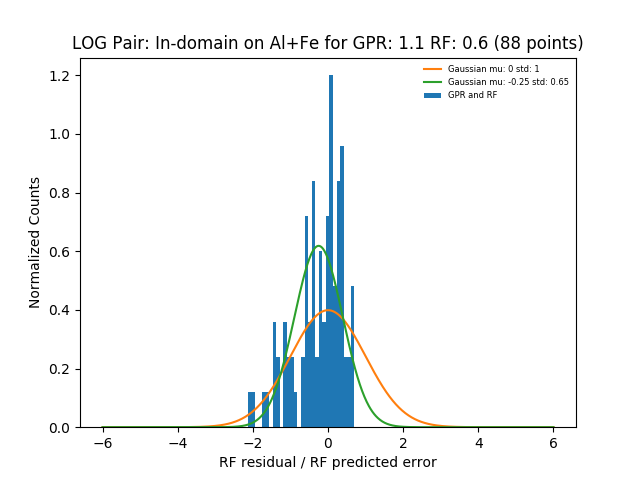 LOG Pair: In-domain on Al+Fe for GPR: 1.1 RF: 0.6 (88 points)
Gaussian mu: 0 std: 1
Gaussian mu: -0.25 std: 0.65
GPR and RF
1.2
1.0
0.8
0.6
0.4
0.2
0.0
Normalized Counts
−6
−4
−2
0
2
4
6
RF residual / RF predicted error